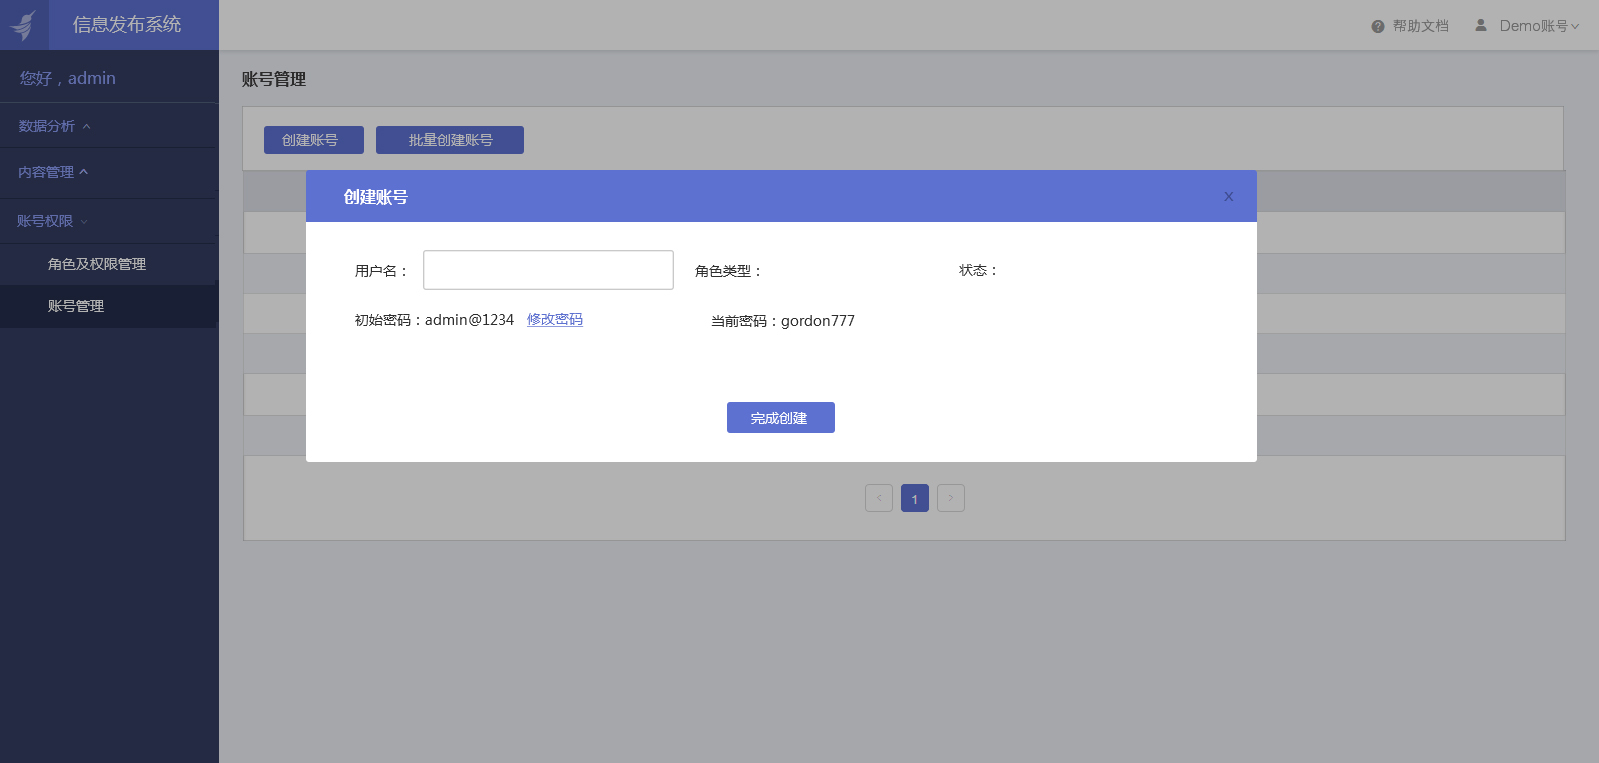 信息发布系统
帮助文档 Demo账号
您好，admin
账号管理
数据分析
创建账号 批量创建账号
内容管理
创建账号 X
账号权限
角色及权限管理
用户名： 角色类型： 状态：
账号管理
初始密码：admin@1234 修改密码 当前密码：gordon777
完成创建
< 1 >